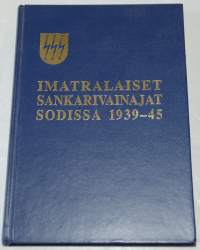 IMATRALAISET
SANKARIVAINAJAT
SODISSA 1939-45